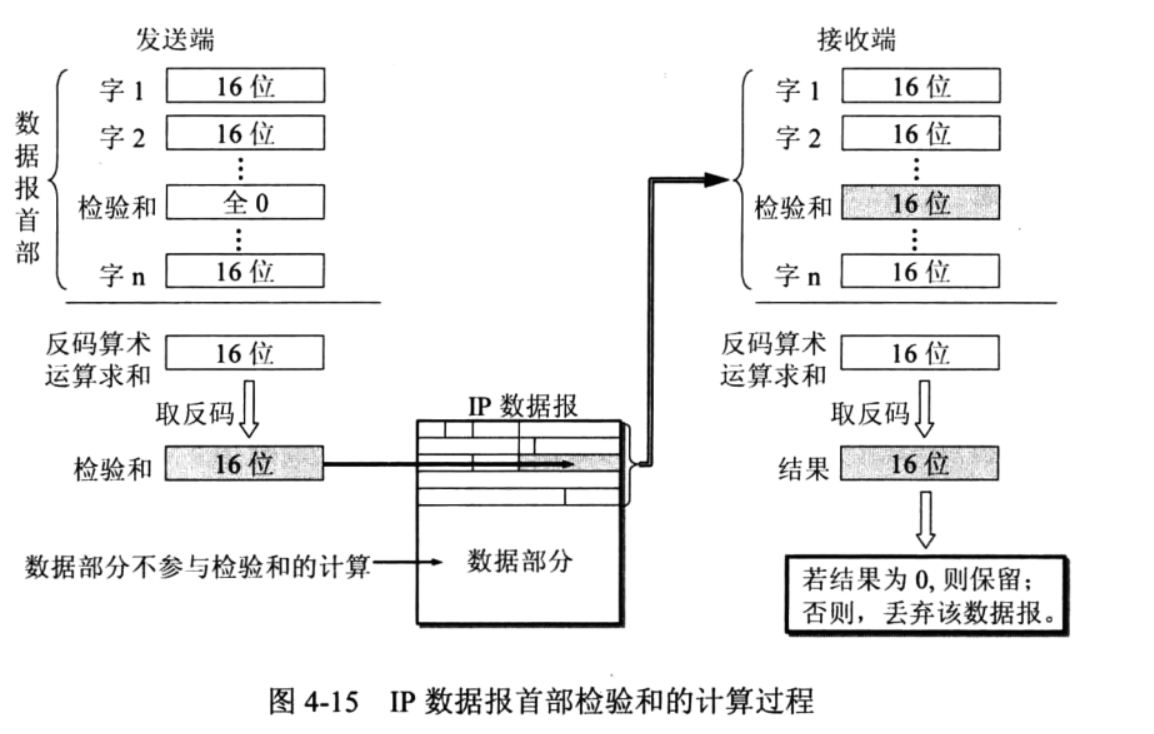 发送端
数据报首部
字 1
16 位
字 2
16 位
检验和
全 0
字 n
16 位
反码算术
运算求和
16 位
取反码
检验和
16 位
IP 数据报
数据部分不参与检验和的计算
数据部分
接收端
字 1
16 位
字 2
16 位
检验和
16 位
字 n
16 位
反码算术
运算求和
16 位
取反码
结果
16 位
若结果为 0, 则保留；
否则，丢弃该数据报。
图 4-15 IP 数据报首部检验和的计算过程